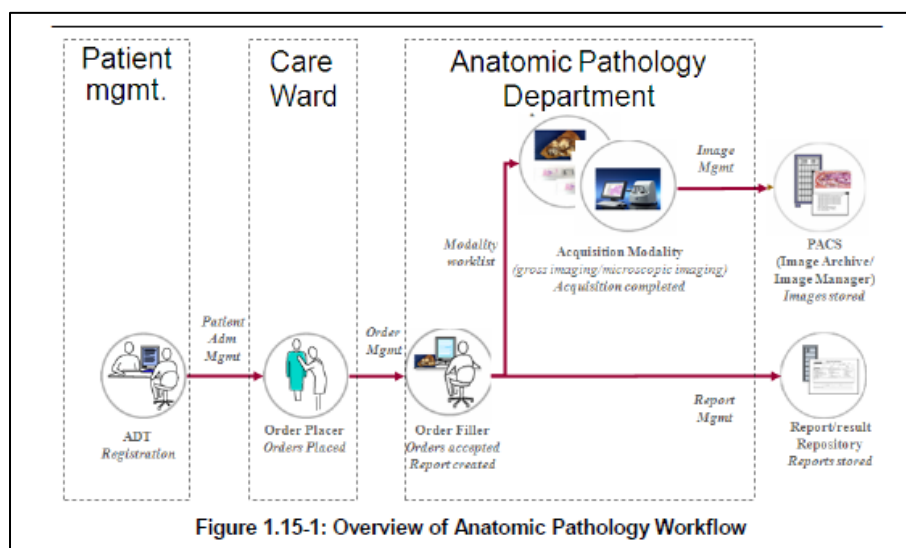 Patient
mgmt.
Care
Ward
Anatomic Pathology
Department
Image
Mgmt
Modality
worklist
Acquisition Modality
(gross imaging/microscopic imaging)
Acquisition completed
PACS
(Image Archive/
Image Manager)
Images stored
Patient
Adm
Mgmt
Order
Mgmt
Report
Mgmt
ADT
Registration
Order Placer
Orders Placed
Order Filler
Orders accepted
Report created
Report/result
Repository
Reports stored
Figure 1.15-1: Overview of Anatomic Pathology Workflow